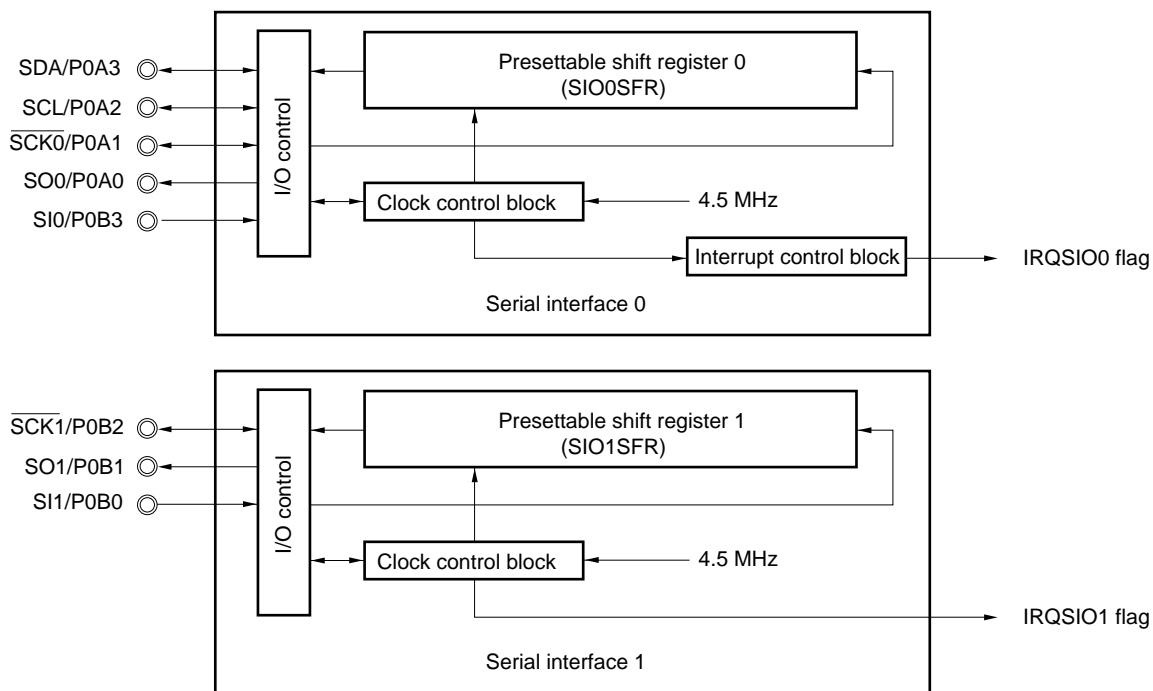 SDA/P0A3
SCL/P0A2
S̅C̅K̅0̅/P0A1
SO0/P0A0
SI0/P0B3
I/O control
Presettable shift register 0
(SIO0SFR)
Clock control block
4.5 MHz
Interrupt control block
IRQSIO0 flag
Serial interface 0
S̅C̅K̅1̅/P0B2
SO1/P0B1
SI1/P0B0
I/O control
Presettable shift register 1
(SIO1SFR)
Clock control block
4.5 MHz
IRQSIO1 flag
Serial interface 1